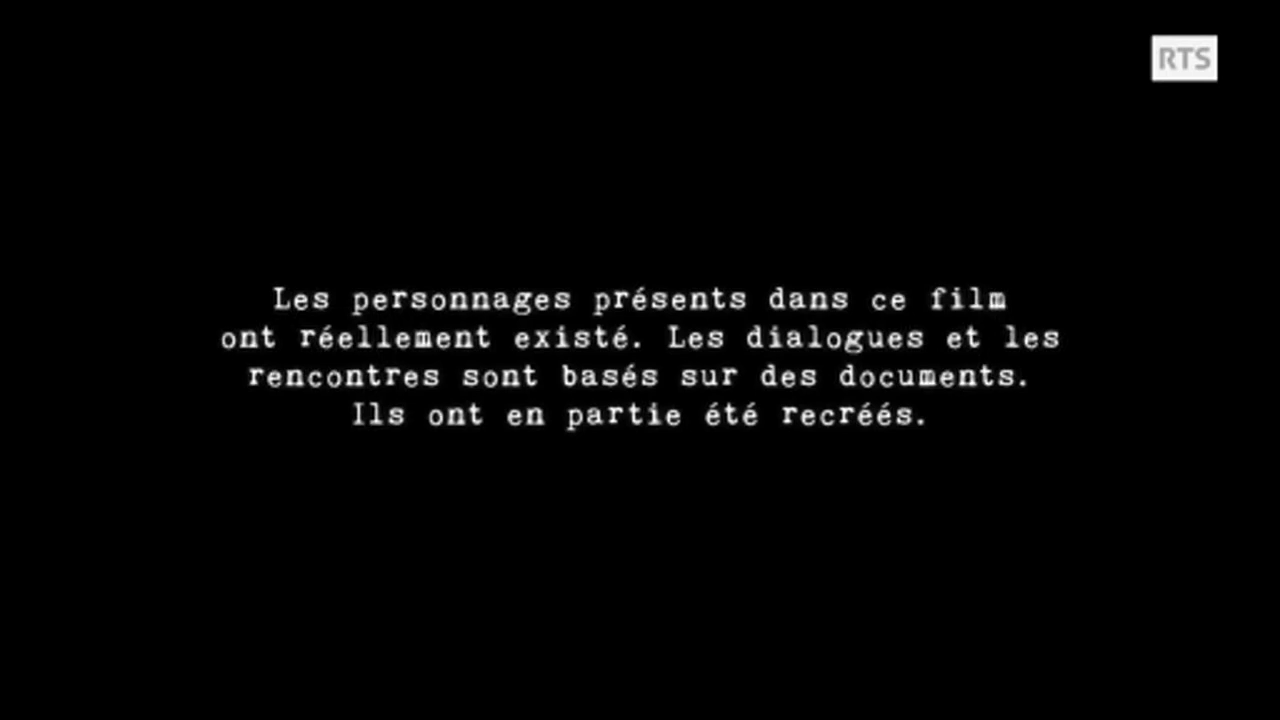 RTS
Les personnages présents dans ce film
ont réellement existé. Les dialogues et les
rencontres sont basés sur des documents.
Ils ont en partie été recréés.